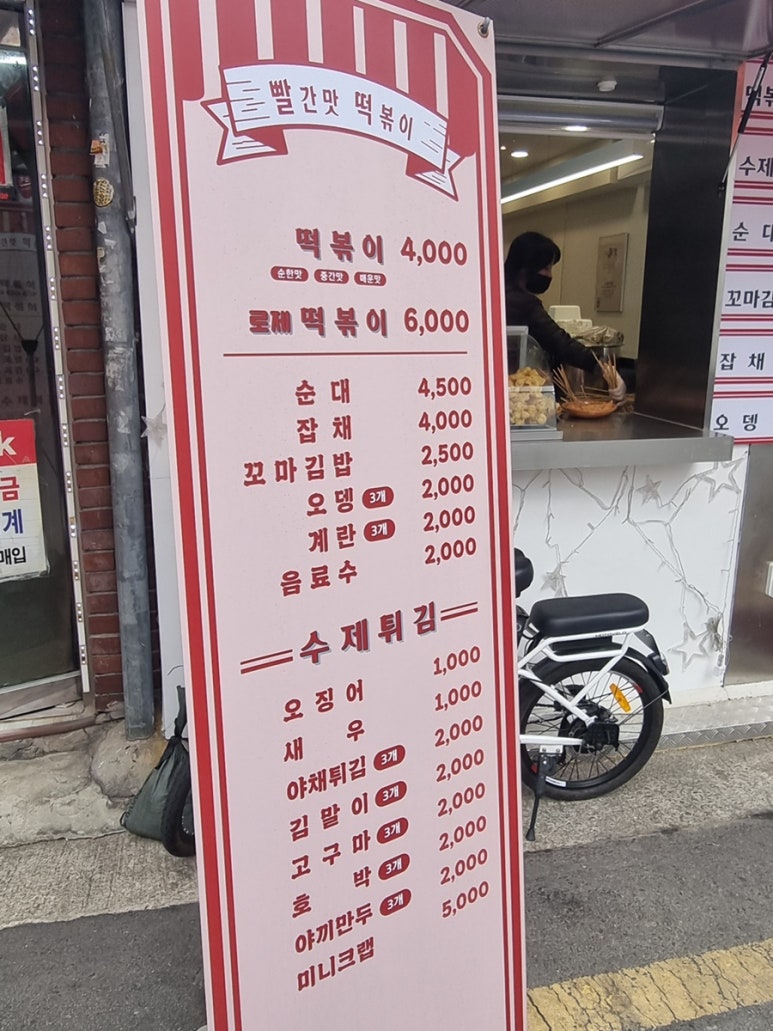 빨간맛 떡볶이
떡볶이 4,000
순한맛 중간맛 매운맛
로제 떡볶이 6,000
순대 4,500
잡채 4,000
꼬마김밥 2,500
오뎅 3개 2,000
계란 3개 2,000
음료수 2,000
수제튀김
오징어 1,000
새우 1,000
야채튀김 3개 2,000
김말이 3개 2,000
고구마 3개 2,000
호박 3개 2,000
야끼만두 3개 2,000
미니크랩 5,000
떡볶
수제
순 대
꼬마김
잡 채
오 뎅
k
금
계
매입